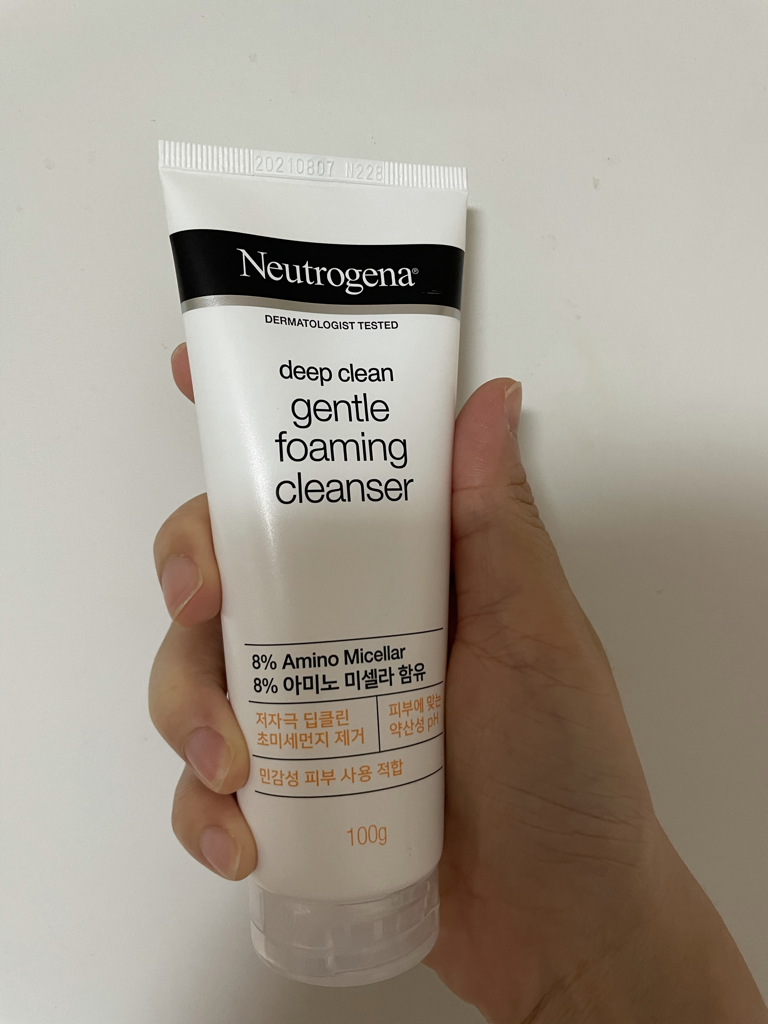 20210807 N228
Neutrogena®
DERMATOLOGIST TESTED
deep clean
gentle
foaming
cleanser
8% Amino Micellar
8% 아미노 미셀라 함유
저자극 딥클린
초미세먼지 제거
피부에 맞는
약산성 pH
민감성 피부 사용 적합
100g